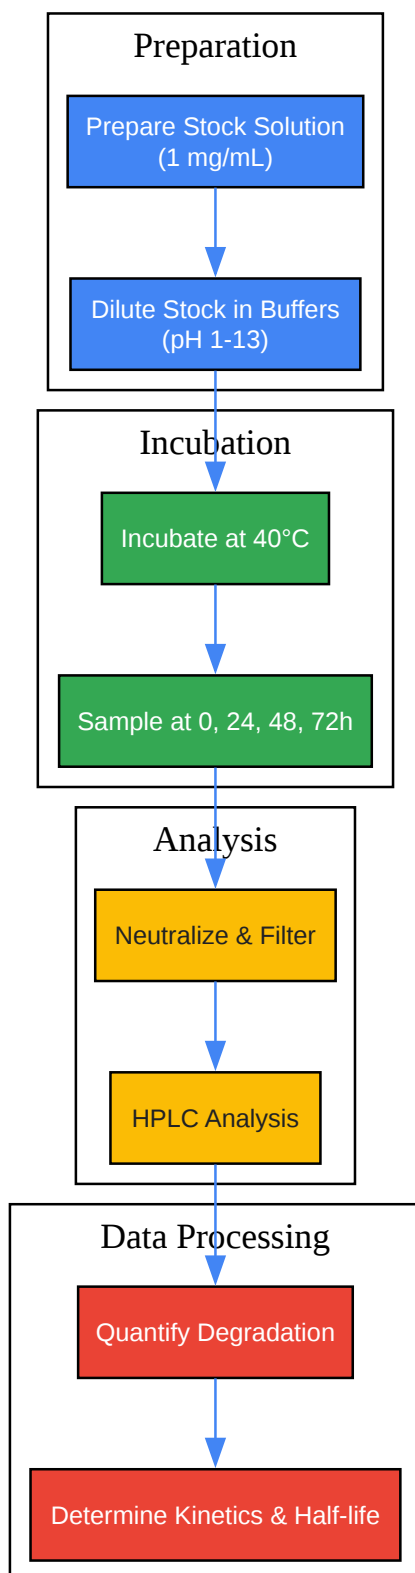 Preparation
Prepare Stock Solution
(1 mg/mL)
Dilute Stock in Buffers
(pH 1-13)
Incubation
Incubate at 40°C
Sample at 0, 24, 48, 72h
Analysis
Neutralize & Filter
HPLC Analysis
Data Processing
Quantify Degradation
Determine Kinetics & Half-life